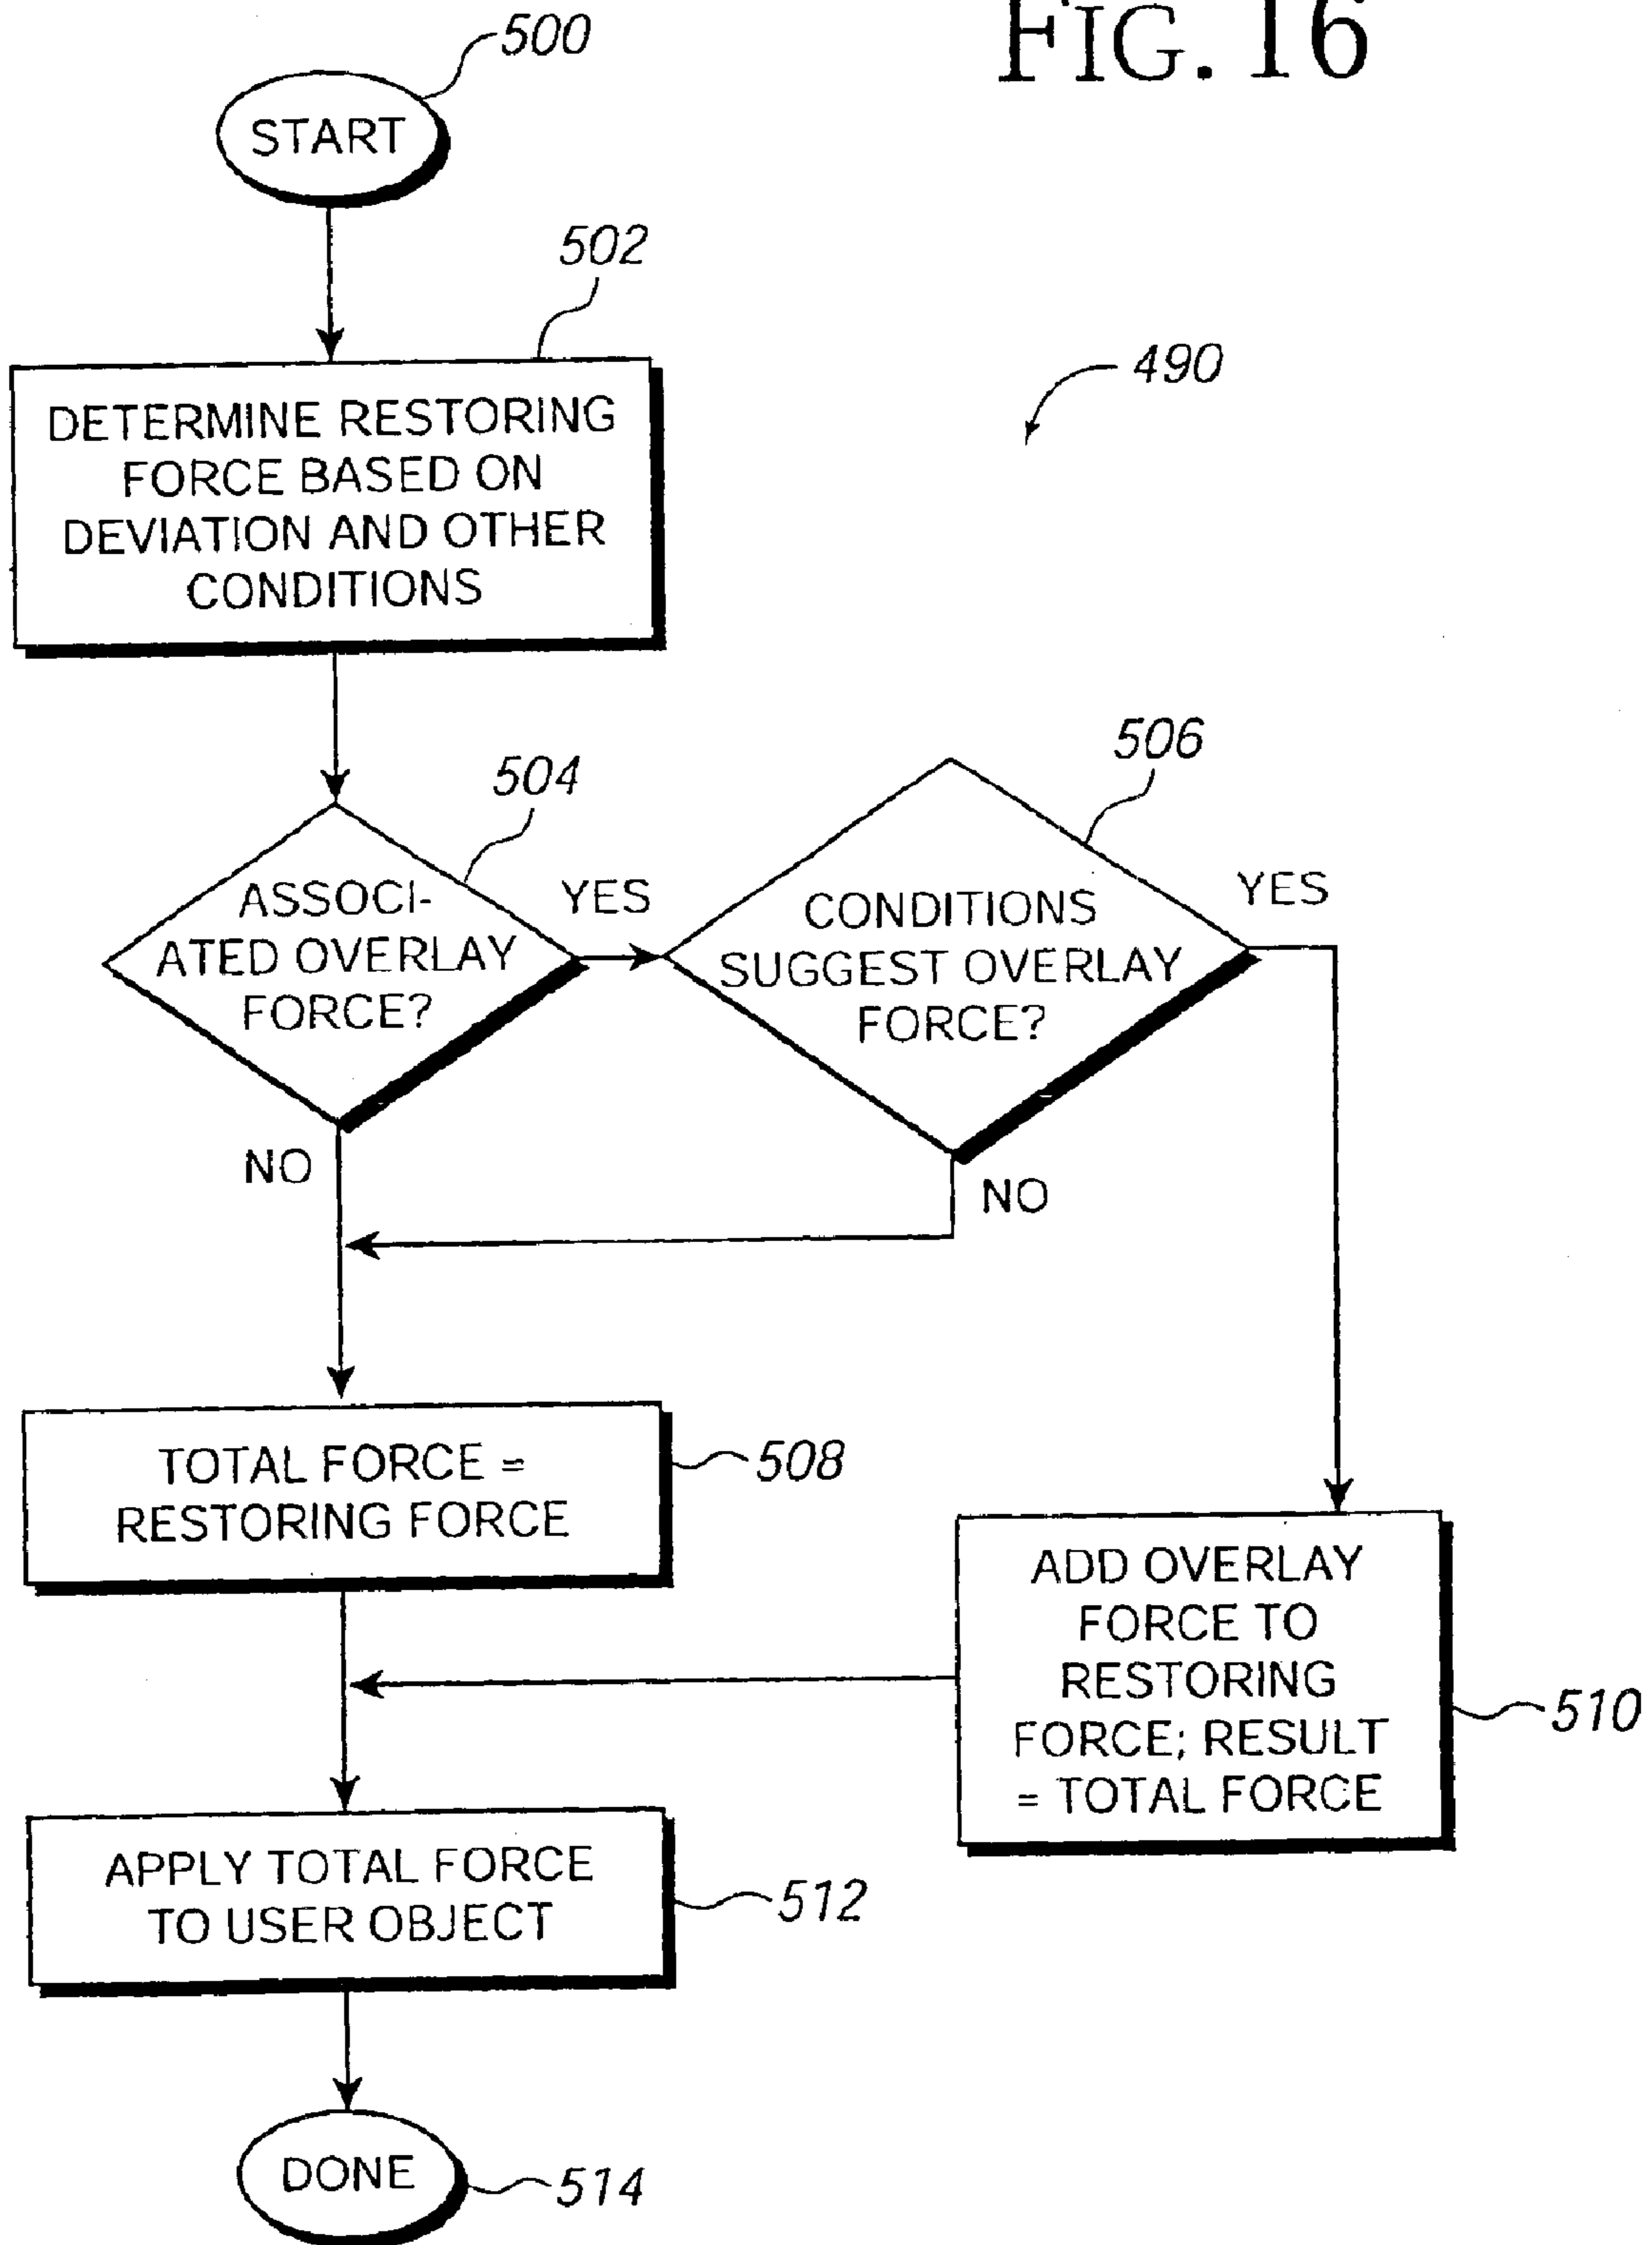 FIG. 16
500
START
502
490
DETERMINE RESTORING
FORCE BASED ON
DEVIATION AND OTHER
CONDITIONS
504
506
ASSOCI-
ATED OVERLAY
FORCE?
YES
CONDITIONS
SUGGEST OVERLAY
FORCE?
YES
NO
NO
TOTAL FORCE =
RESTORING FORCE
508
ADD OVERLAY
FORCE TO
RESTORING
FORCE; RESULT
= TOTAL FORCE
510
APPLY TOTAL FORCE
TO USER OBJECT
512
DONE
514